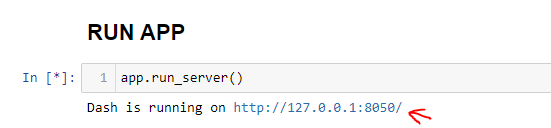 RUN APP
In [*]: 1 app.run_server()
Dash is running on http://127.0.0.1:8050/